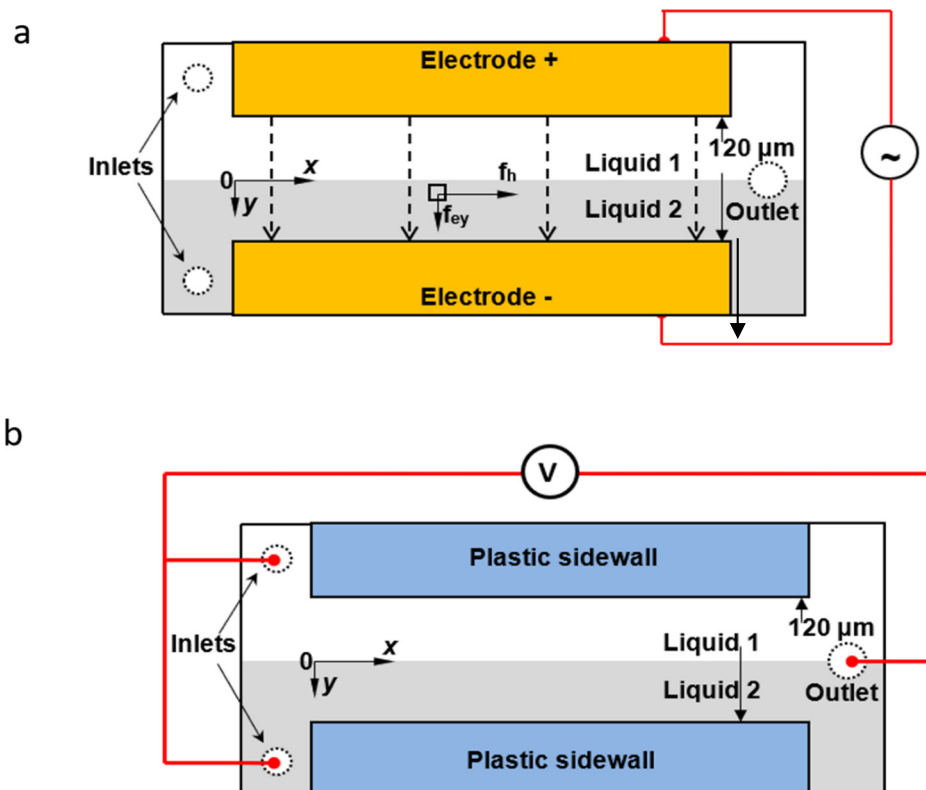 a
Electrode +
Inlets
120 µm
~
Liquid 1
0 x
fh
y
fey
Liquid 2
Outlet
Electrode -
b
V
Plastic sidewall
Inlets
120 µm
Liquid 1
0 x
y
Liquid 2
Outlet
Plastic sidewall